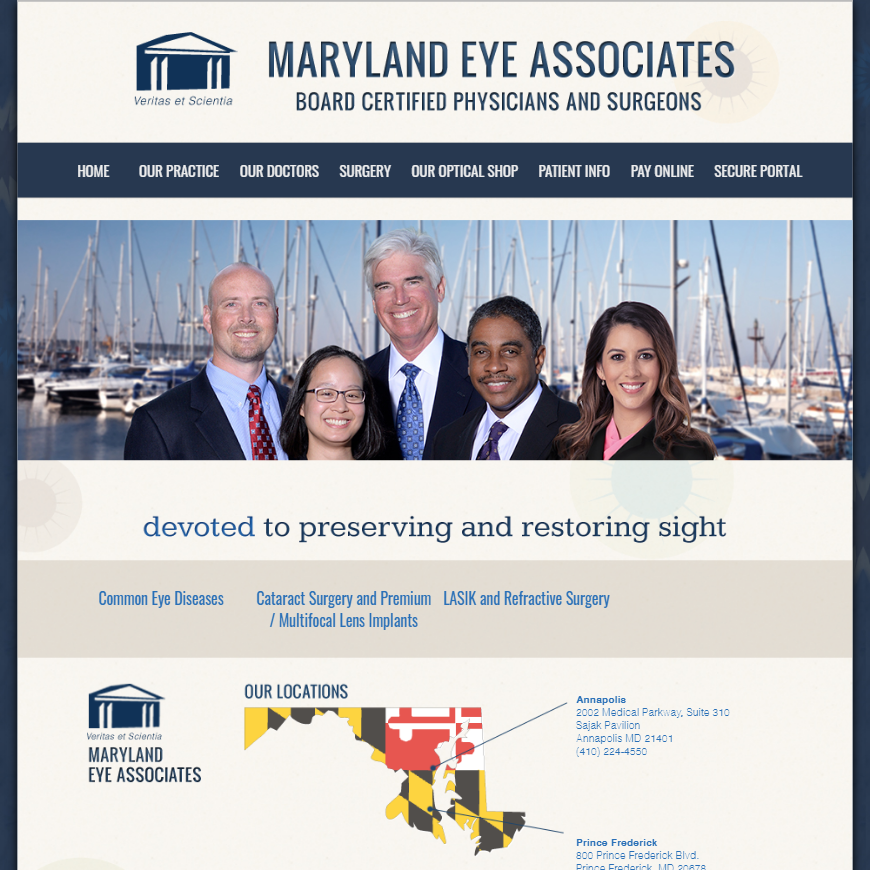 Veritas et Scientia
MARYLAND EYE ASSOCIATES
BOARD CERTIFIED PHYSICIANS AND SURGEONS
HOME OUR PRACTICE OUR DOCTORS SURGERY OUR OPTICAL SHOP PATIENT INFO PAY ONLINE SECURE PORTAL
devoted to preserving and restoring sight
Common Eye Diseases
Cataract Surgery and Premium
/ Multifocal Lens Implants
LASIK and Refractive Surgery
Veritas et Scientia
MARYLAND
EYE ASSOCIATES
OUR LOCATIONS
Annapolis
2002 Medical Parkway, Suite 310
Sajak Pavilion
Annapolis MD 21401
(410) 224-4550
Prince Frederick
800 Prince Frederick Blvd.
Prince Frederick, MD 20678